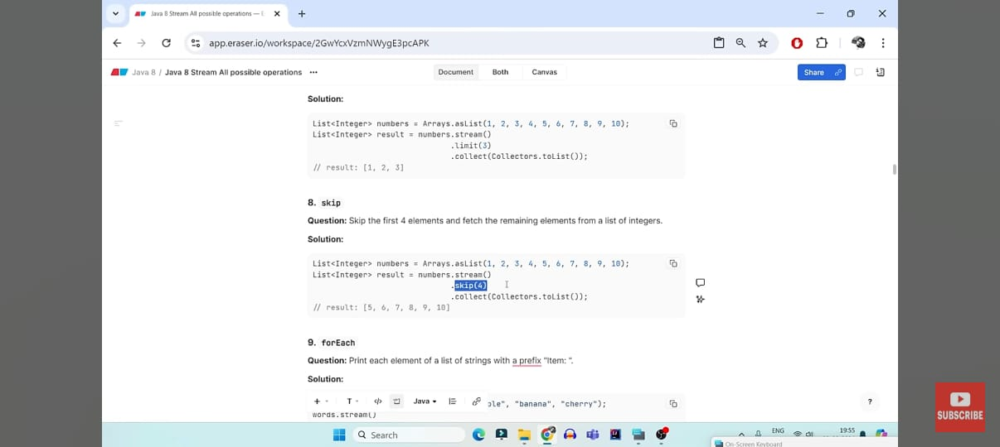 Java 8 Stream All possible operations — E
app.eraser.io/workspace/2GwYcxVzmNWygE3pcAPK
Java 8 / Java 8 Stream All possible operations ···
Document Both Canvas
Share
Solution:
List<Integer> numbers = Arrays.asList(1, 2, 3, 4, 5, 6, 7, 8, 9, 10);
List<Integer> result = numbers.stream()
.limit(3)
.collect(Collectors.toList());
// result: [1, 2, 3]
8. skip
Question: Skip the first 4 elements and fetch the remaining elements from a list of integers.
Solution:
List<Integer> numbers = Arrays.asList(1, 2, 3, 4, 5, 6, 7, 8, 9, 10);
List<Integer> result = numbers.stream()
.skip(4)
.collect(Collectors.toList());
// result: [5, 6, 7, 8, 9, 10]
9. forEach
Question: Print each element of a list of strings with a prefix "Item: ".
Solution:
Java
ple", "banana", "cherry");
words.stream()
?
SUBSCRIBE
Search
ENG
19:55
On-Screen Keyboard